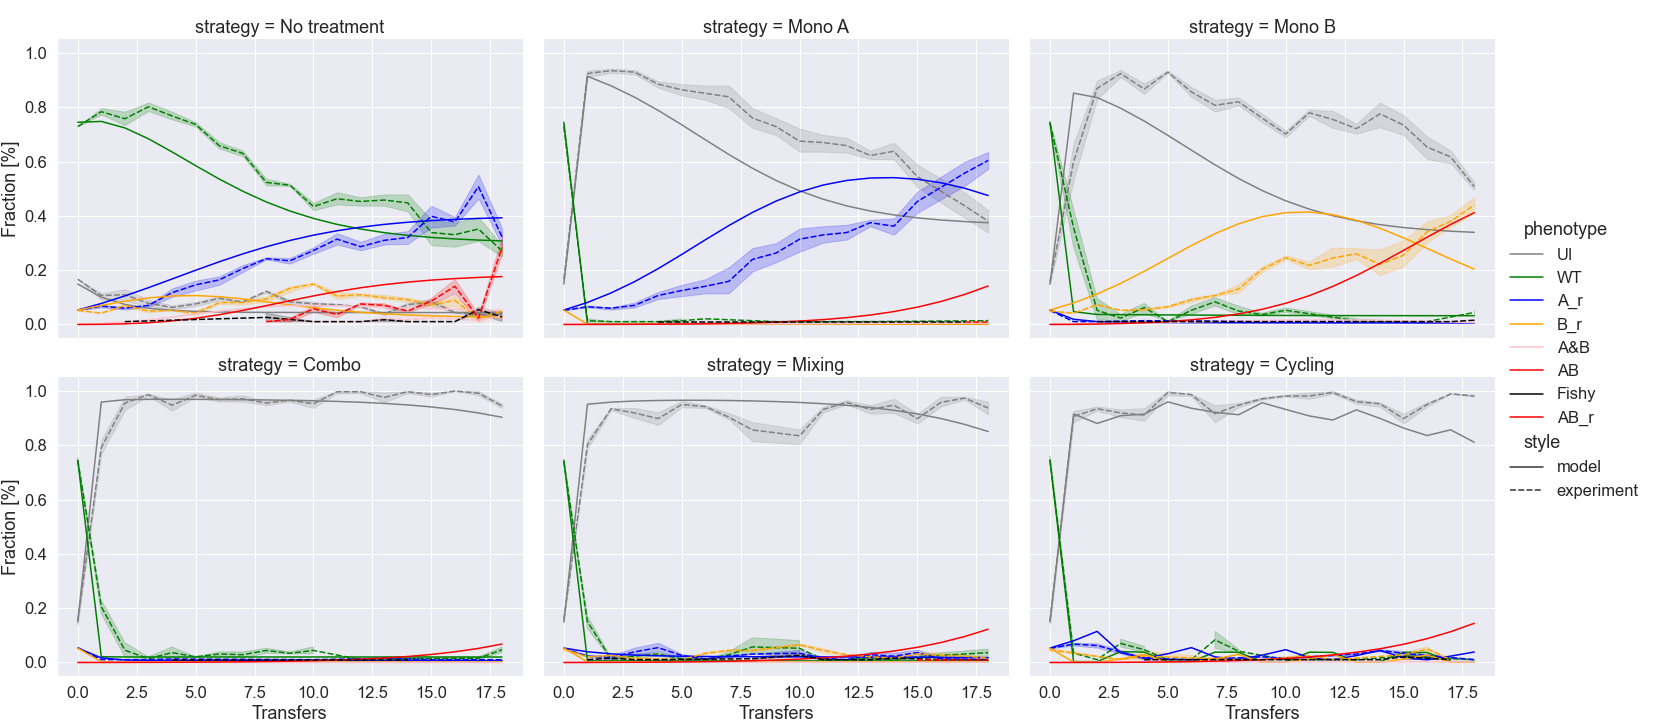 strategy = No treatment
strategy = Mono A
strategy = Mono B
1.0
0.8
0.6
0.4
0.2
0.0
Fraction [%]
strategy = Combo
strategy = Mixing
strategy = Cycling
1.0
0.8
0.6
0.4
0.2
0.0
Fraction [%]
0.0 2.5 5.0 7.5 10.0 12.5 15.0 17.5
Transfers
0.0 2.5 5.0 7.5 10.0 12.5 15.0 17.5
Transfers
0.0 2.5 5.0 7.5 10.0 12.5 15.0 17.5
Transfers
phenotype
UI
WT
A_r
B_r
A&B
AB
Fishy
AB_r
style
model
experiment